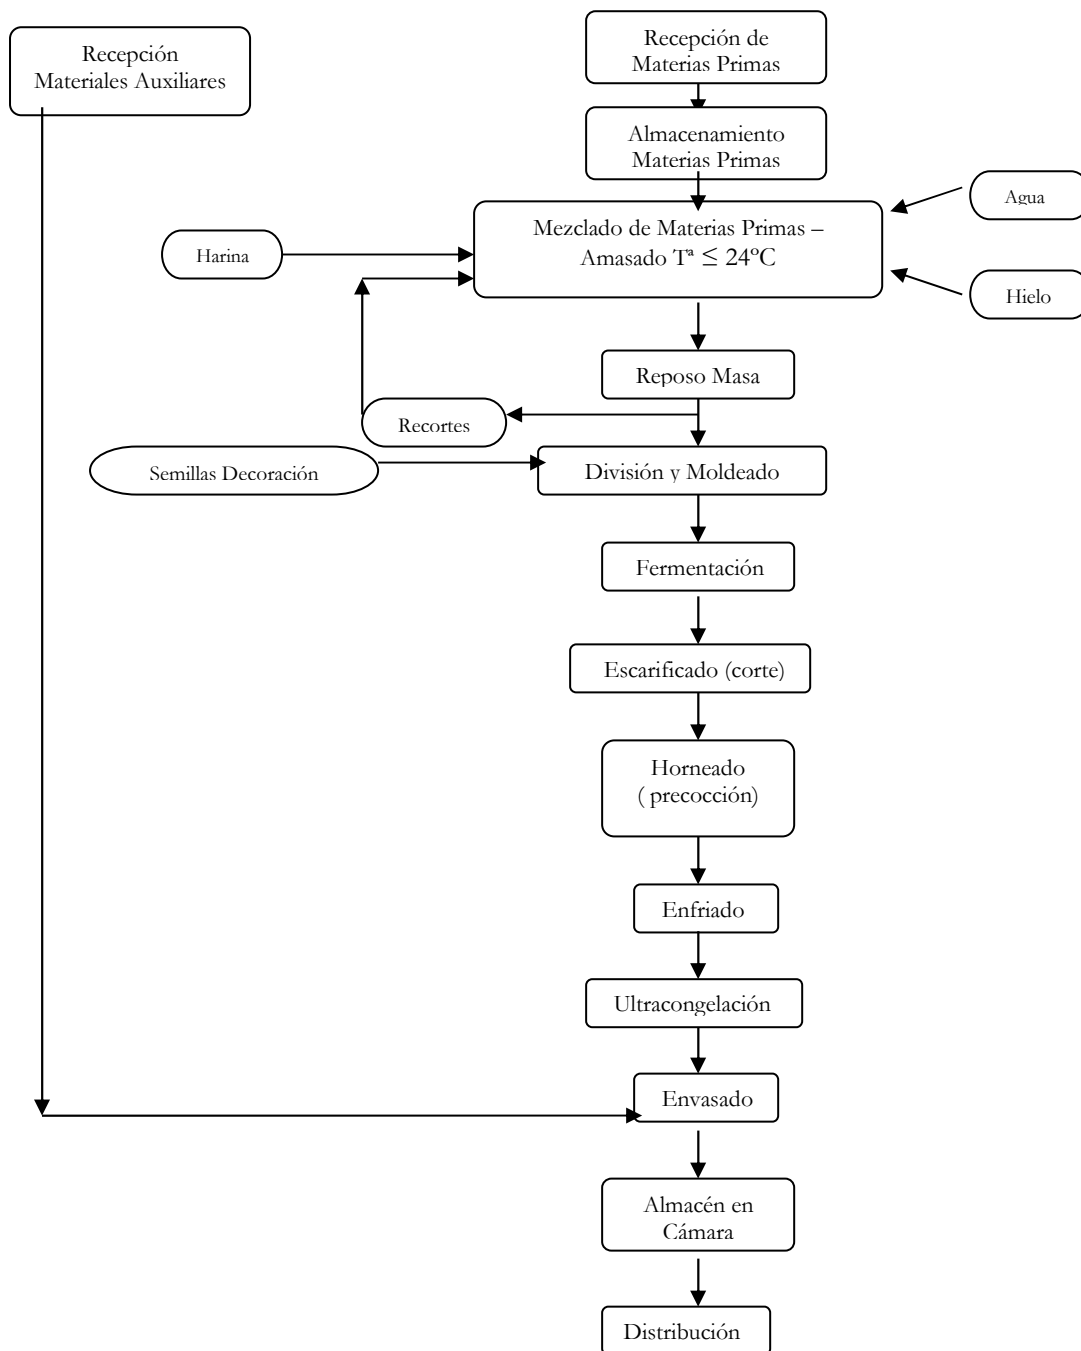 Recepción
Materiales Auxiliares
Recepción de
Materias Primas
Almacenamiento
Materias Primas
Mezclado de Materias Primas –
Amasado Tª ≤ 24ºC
Agua
Harina
Hielo
Reposo Masa
Recortes
Semillas Decoración
División y Moldeado
Fermentación
Escarificado (corte)
Horneado
( precocción)
Enfriado
Ultracongelación
Envasado
Almacén en
Cámara
Distribución